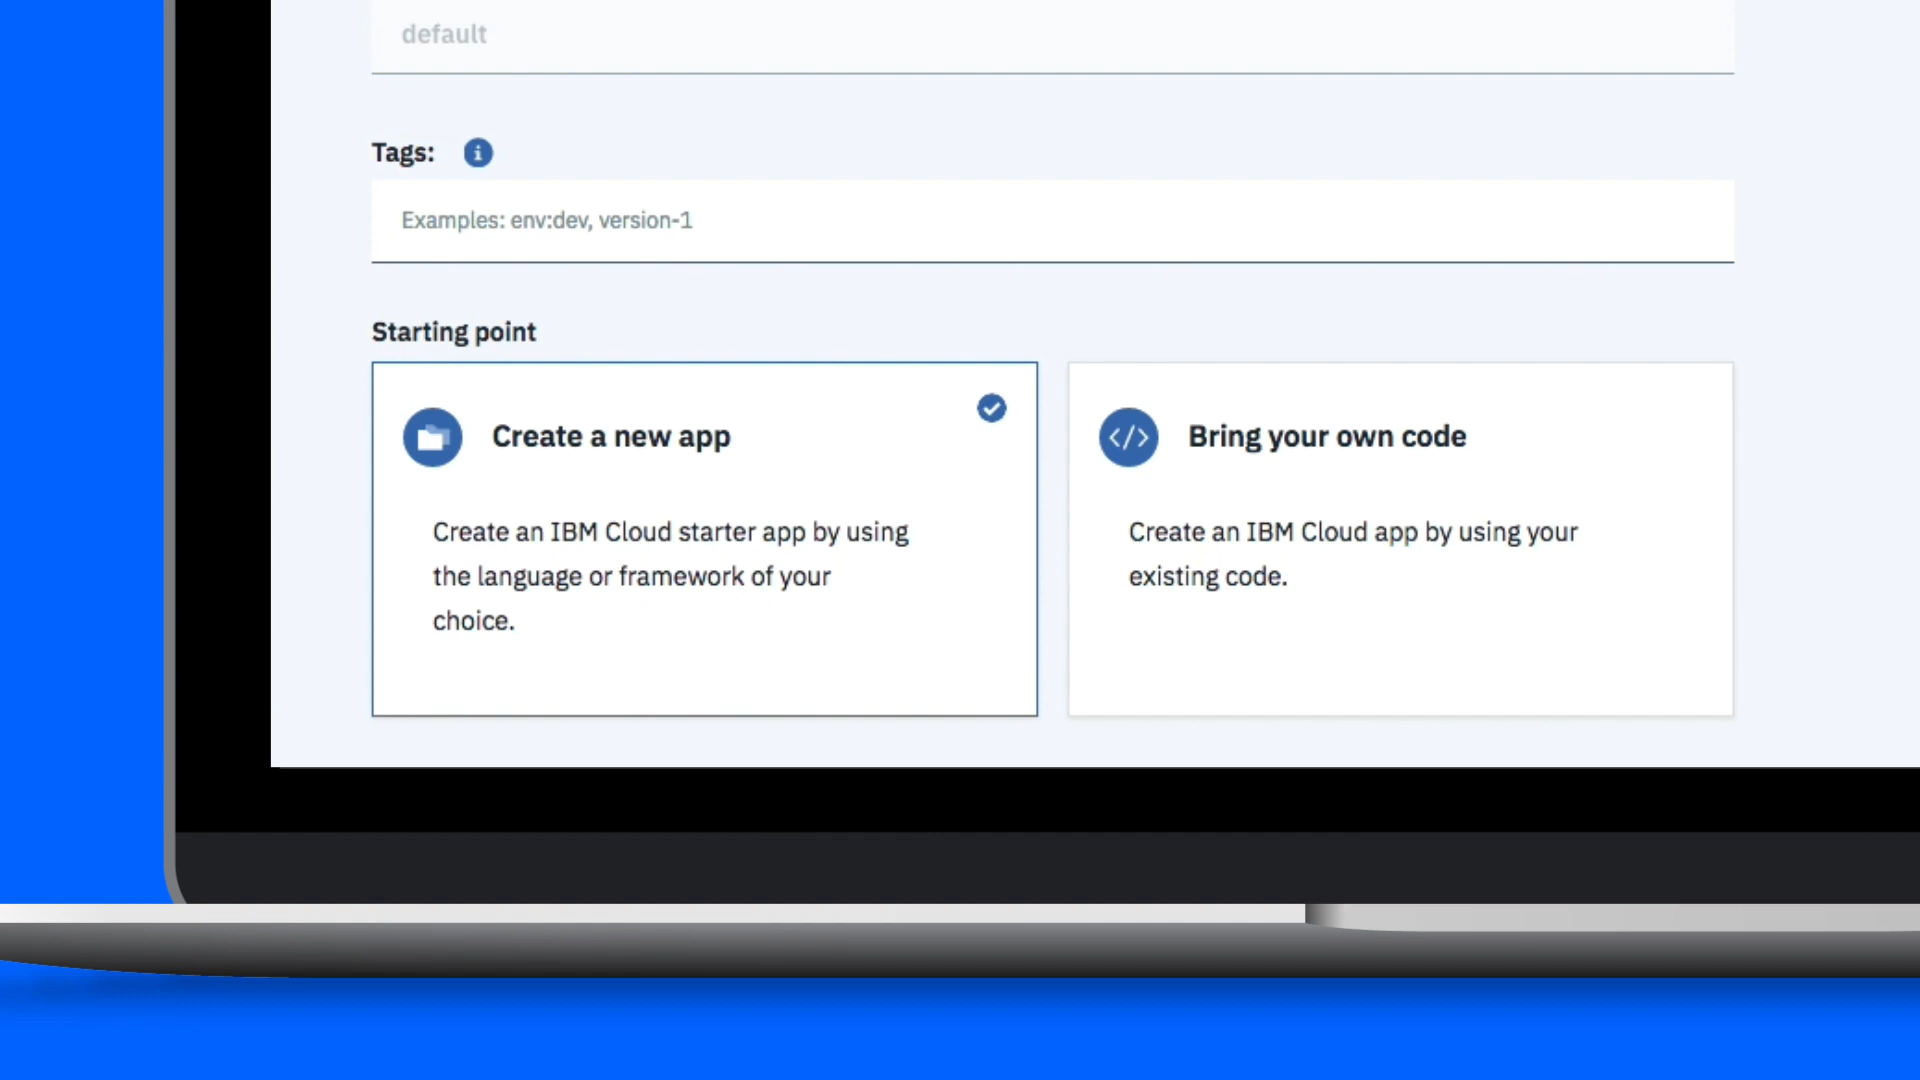 default
Tags:
Examples: env:dev, version-1
Starting point
Create a new app
Create an IBM Cloud starter app by using
the language or framework of your
choice.
Bring your own code
Create an IBM Cloud app by using your
existing code.